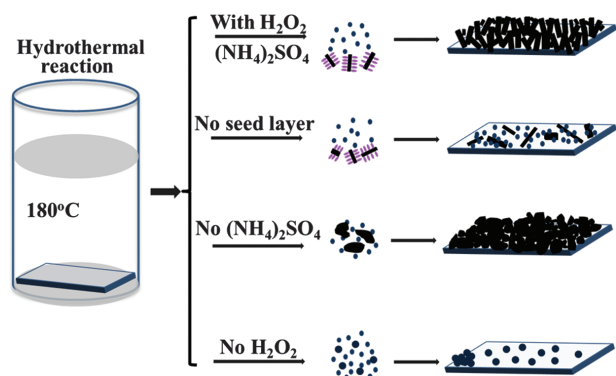 Hydrothermal
reaction
180°C
With H₂O₂
(NH₄)₂SO₄
No seed layer
No (NH₄)₂SO₄
No H₂O₂